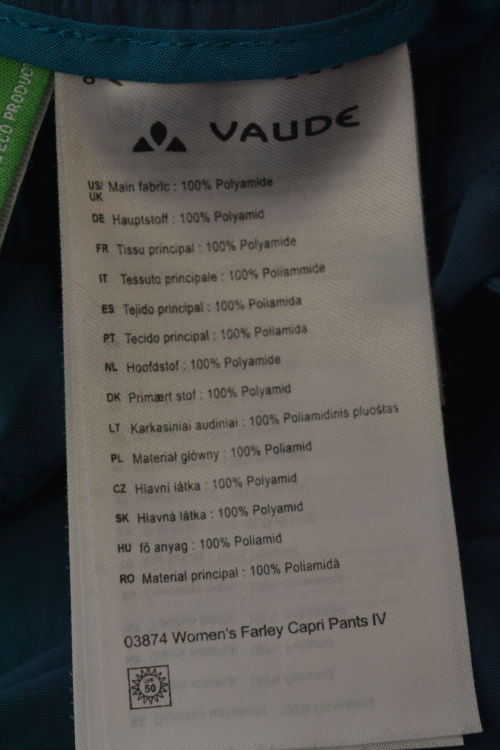 ECO PRODUC
VAUDE
US/UK Main fabric : 100% Polyamide
DE Hauptstoff : 100% Polyamid
FR Tissu principal : 100% Polyamide
IT Tessuto principale : 100% Poliammide
ES Tejido principal : 100% Poliamida
PT Tecido principal : 100% Poliamida
NL Hoofdstof : 100% Polyamide
DK Primært stof : 100% Polyamid
LT Karkasiniai audiniai : 100% Poliamidinis pluoštas
PL Materiał główny : 100% Poliamid
CZ Hlavní látka : 100% Polyamid
SK Hlavná látka : 100% Polyamid
HU fő anyag : 100% Poliamid
RO Material principal : 100% Poliamidă
03874 Women's Farley Capri Pants IV
UPF
50